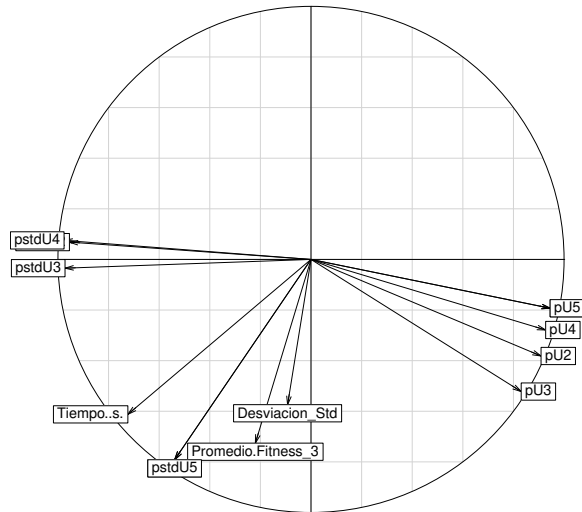 pstdU4
pstdU3
pU5
pU4
pU2
pU3
Tiempo..s.
Desviacion_Std
Promedio.Fitness_3
pstdU5